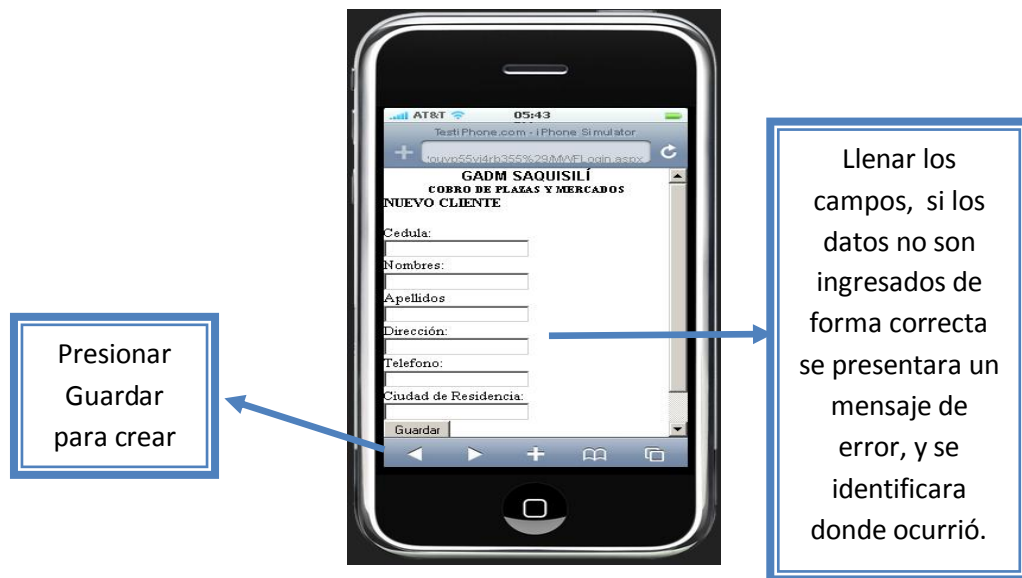 AT&T 05:43
TestiPhone.com - iPhone Simulator
GADM SAQUISILÍ
COBRO DE PLAZAS Y MERCADOS
NUEVO CLIENTE
Cedula:
Nombres:
Apellidos
Dirección:
Telefono:
Ciudad de Residencia:
Guardar
Presionar
Guardar
para crear
Llenar los
campos, si los
datos no son
ingresados de
forma correcta
se presentara un
mensaje de
error, y se
identificara
donde ocurrió.